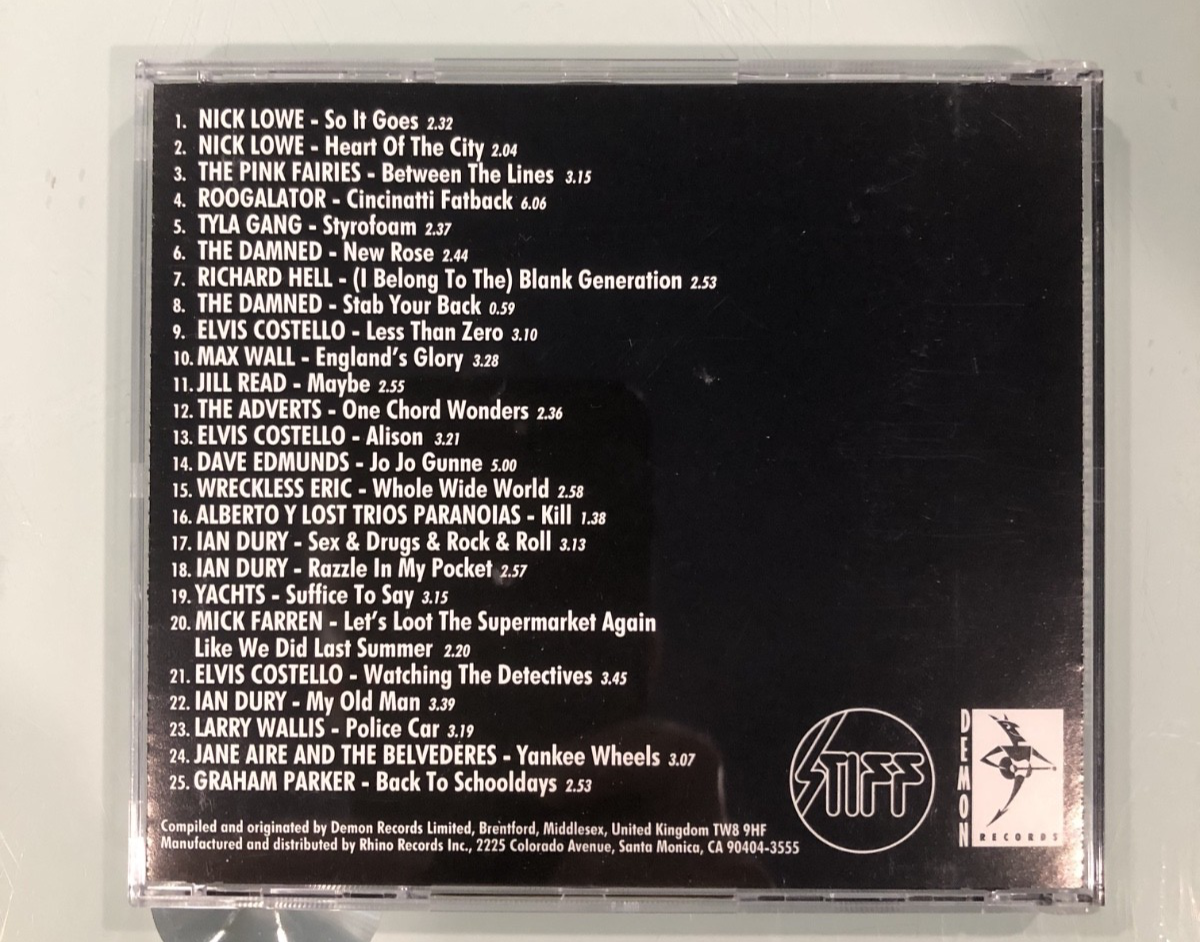 1. NICK LOWE - So It Goes 2.32
2. NICK LOWE - Heart Of The City 2.04
3. THE PINK FAIRIES - Between The Lines 3.15
4. ROOGALATOR - Cincinatti Fatback 6.06
5. TYLA GANG - Styrofoam 2.37
6. THE DAMNED - New Rose 2.44
7. RICHARD HELL - (I Belong To The) Blank Generation 2.53
8. THE DAMNED - Stab Your Back 0.59
9. ELVIS COSTELLO - Less Than Zero 3.10
10. MAX WALL - England's Glory 3.28
11. JILL READ - Maybe 2.55
12. THE ADVERTS - One Chord Wonders 2.36
13. ELVIS COSTELLO - Alison 3.21
14. DAVE EDMUNDS - Jo Jo Gunne 5.00
15. WRECKLESS ERIC - Whole Wide World 2.58
16. ALBERTO Y LOST TRIOS PARANOIAS - Kill 1.38
17. IAN DURY - Sex & Drugs & Rock & Roll 3.13
18. IAN DURY - Razzle In My Pocket 2.57
19. YACHTS - Suffice To Say 3.15
20. MICK FARREN - Let's Loot The Supermarket Again
Like We Did Last Summer 2.20
21. ELVIS COSTELLO - Watching The Detectives 3.45
22. IAN DURY - My Old Man 3.39
23. LARRY WALLIS - Police Car 3.19
24. JANE AIRE AND THE BELVEDERES - Yankee Wheels 3.07
25. GRAHAM PARKER - Back To Schooldays 2.53
Compiled and originated by Demon Records Limited, Brentford, Middlesex, United Kingdom TW8 9HF
Manufactured and distributed by Rhino Records Inc., 2225 Colorado Avenue, Santa Monica, CA 90404-3555
STIFF
DEMON
RECORDS